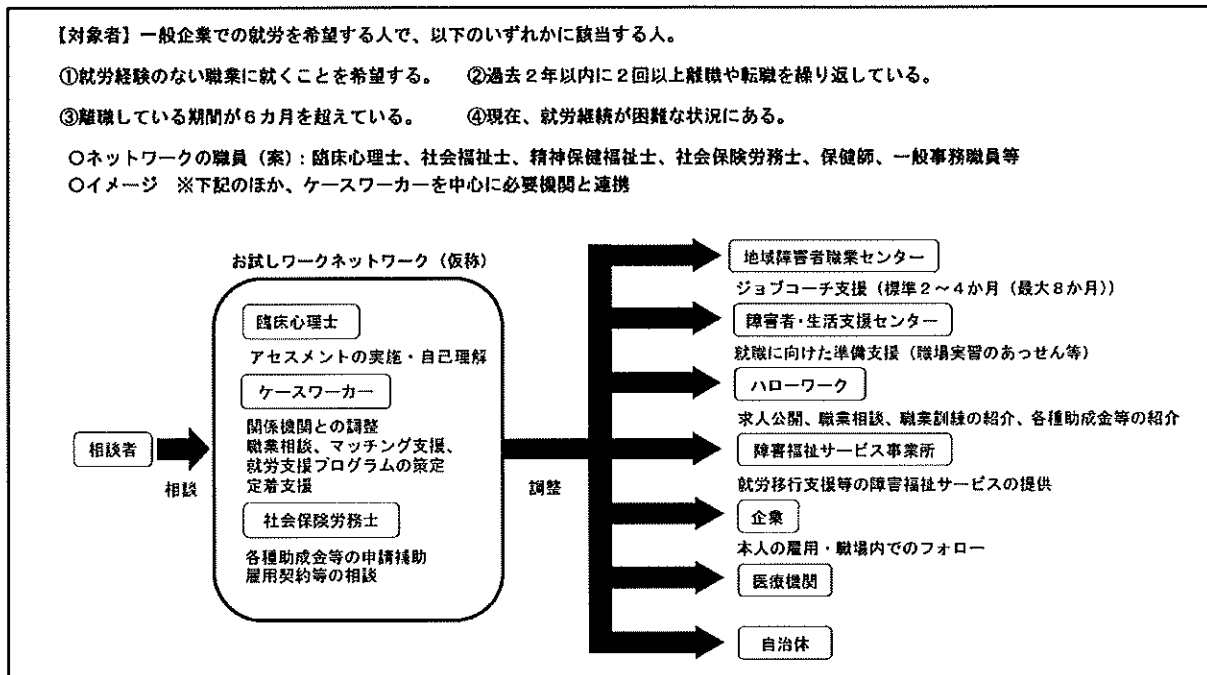 【対象者】一般企業での就労を希望する人で、以下のいずれかに該当する人。
①就労経験のない職業に就くことを希望する。 ②過去２年以内に２回以上離職や転職を繰り返している。
③離職している期間が６カ月を超えている。 ④現在、就労継続が困難な状況にある。
○ネットワークの職員（案）：臨床心理士、社会福祉士、精神保健福祉士、社会保険労務士、保健師、一般事務職員等
○イメージ ※下記のほか、ケースワーカーを中心に必要機関と連携
お試しワークネットワーク（仮称）
臨床心理士
アセスメントの実施・自己理解
ケースワーカー
関係機関との調整
職業相談、マッチング支援、
就労支援プログラムの策定
定着支援
社会保険労務士
各種助成金等の申請補助
雇用契約等の相談
相談者
相談
調整
地域障害者職業センター
ジョブコーチ支援（標準２～４か月（最大８か月））
障害者・生活支援センター
就職に向けた準備支援（職場実習のあっせん等）
ハローワーク
求人公開、職業相談、職業訓練の紹介、各種助成金等の紹介
障害福祉サービス事業所
就労移行支援等の障害福祉サービスの提供
企業
本人の雇用・職場内でのフォロー
医療機関
自治体